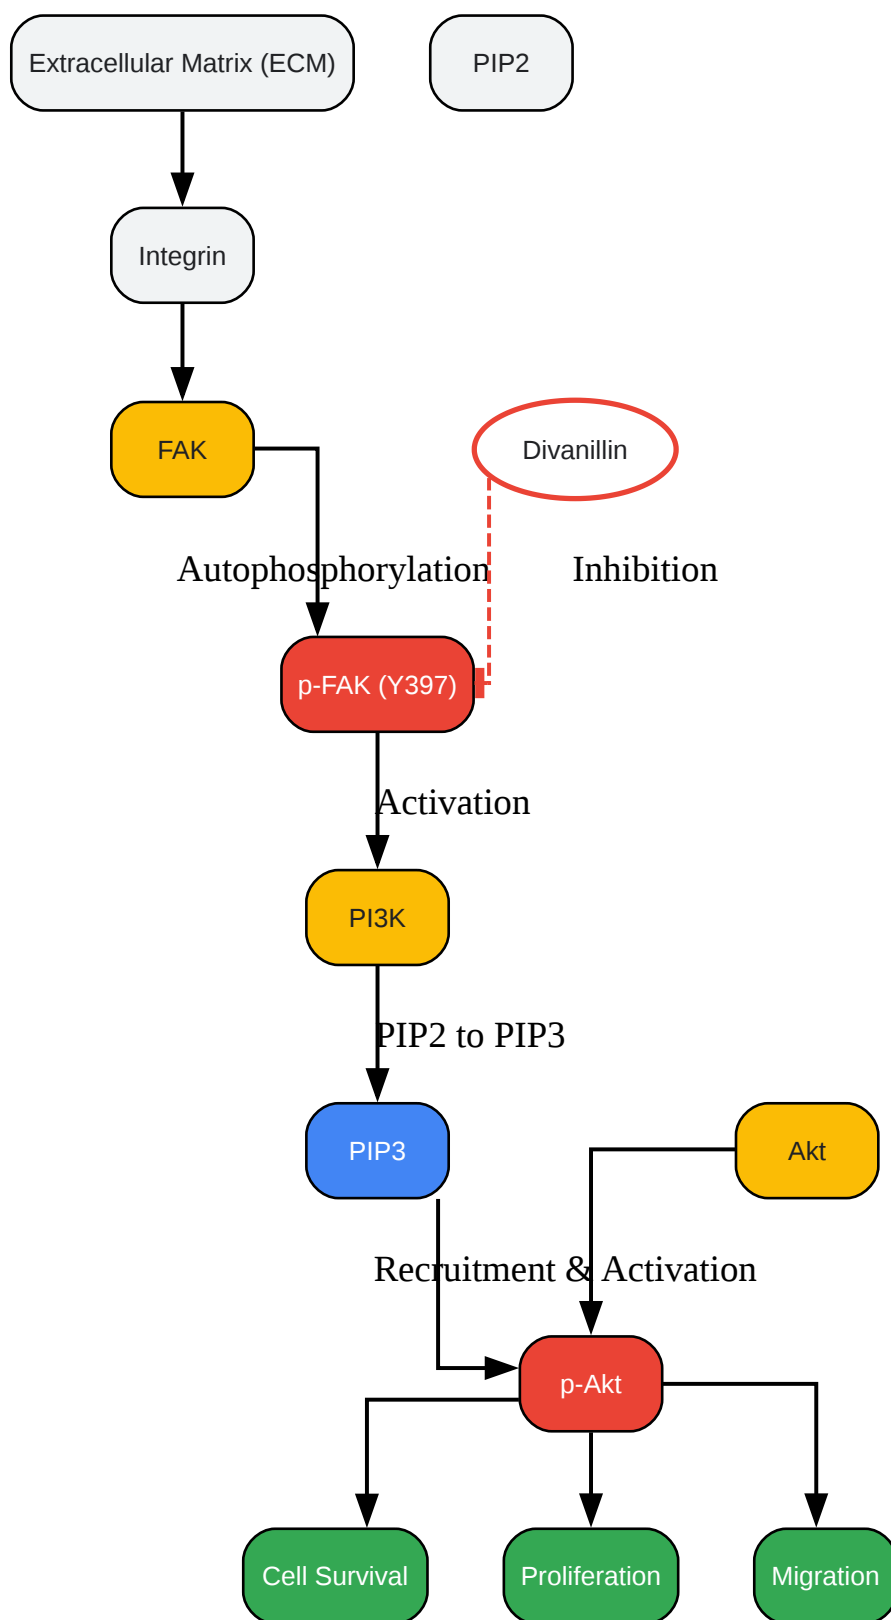 Extracellular Matrix (ECM)
PIP2
Integrin
FAK
Divanillin
Autophosphorylation
Inhibition
p-FAK (Y397)
Activation
PI3K
PIP2 to PIP3
PIP3
Akt
Recruitment & Activation
p-Akt
Cell Survival
Proliferation
Migration